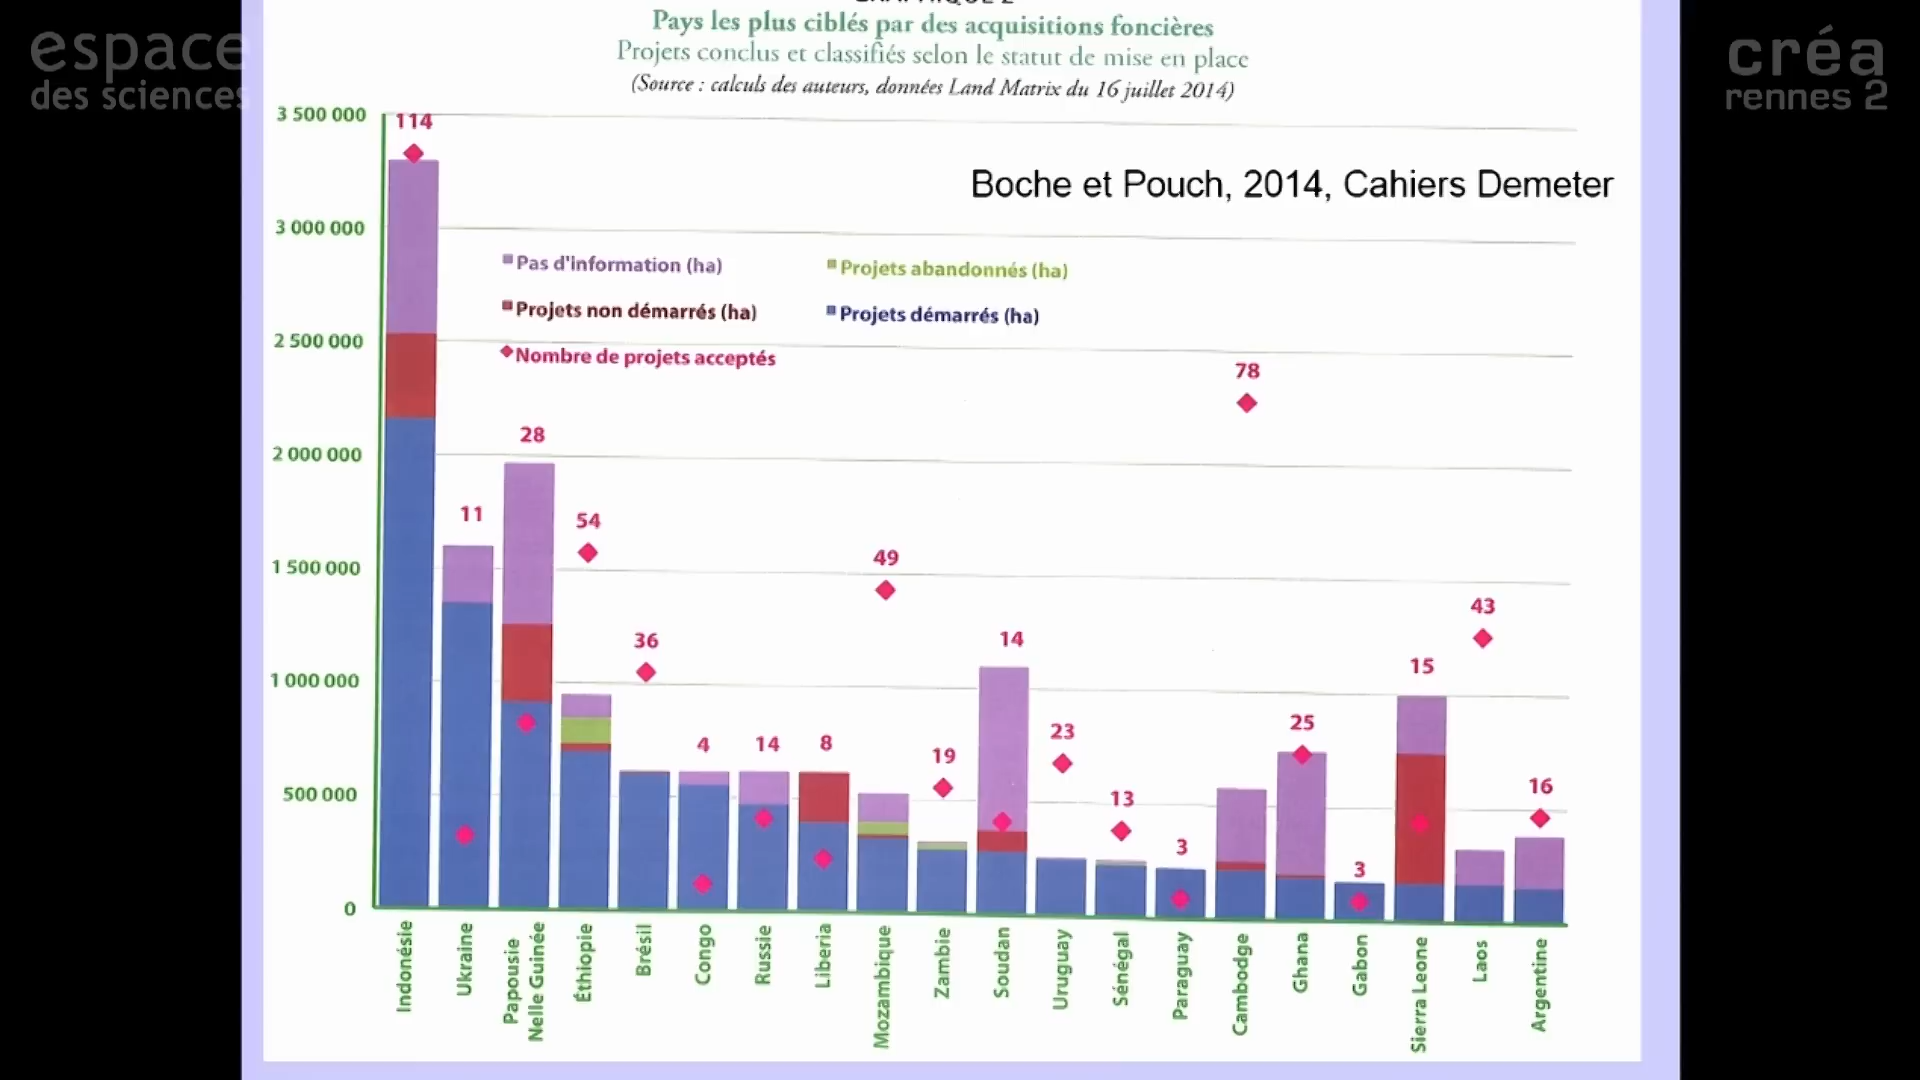 espace
des sciences
créa
rennes 2
GRAPHIQUE 2
Pays les plus ciblés par des acquisitions foncières
Projets conclus et classifiés selon le statut de mise en place
(Source : calculs des auteurs, données Land Matrix du 16 juillet 2014)
Boche et Pouch, 2014, Cahiers Demeter
3 500 000
3 000 000
2 500 000
2 000 000
1 500 000
1 000 000
500 000
0
Pas d'information (ha)
Projets abandonnés (ha)
Projets non démarrés (ha)
Projets démarrés (ha)
Nombre de projets acceptés
114
11
28
54
36
4
14
8
49
19
14
23
13
3
78
25
3
15
43
16
Indonésie
Ukraine
Papousie
Nelle Guinée
Éthiopie
Brésil
Congo
Russie
Liberia
Mozambique
Zambie
Soudan
Uruguay
Sénégal
Paraguay
Cambodge
Ghana
Gabon
Sierra Leone
Laos
Argentine